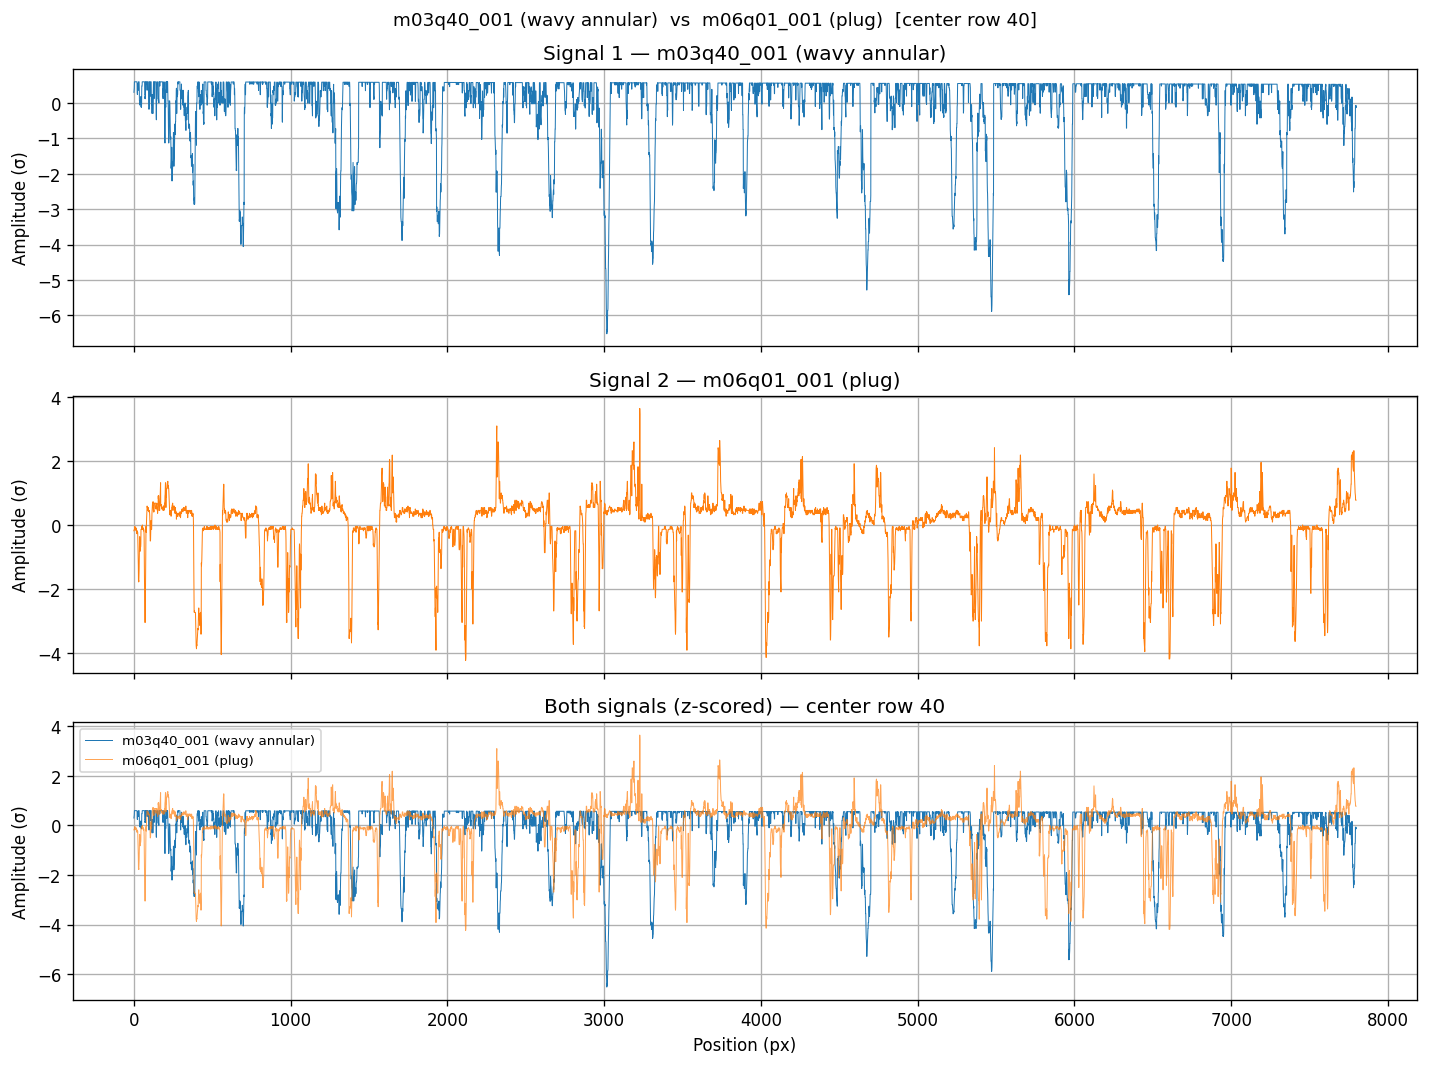 m03q40_001 (wavy annular)  vs  m06q01_001 (plug)  [center row 40]
Signal 1 — m03q40_001 (wavy annular)
Amplitude (σ)
0
−1
−2
−3
−4
−5
−6
Signal 2 — m06q01_001 (plug)
Amplitude (σ)
4
2
0
−2
−4
Both signals (z-scored) — center row 40
m03q40_001 (wavy annular)
m06q01_001 (plug)
Amplitude (σ)
4
2
0
−2
−4
−6
0 1000 2000 3000 4000 5000 6000 7000 8000
Position (px)